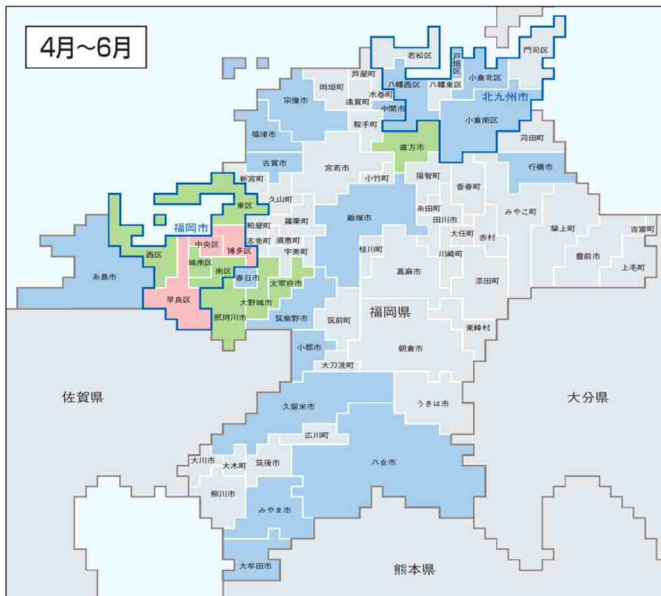 4月～6月
門司区
若松区
戸畑区
芦屋町
小倉北区
八幡西区
八幡東区
岡垣町
水巻町
北九州市
宗像市
遠賀町
中間市
小倉南区
鞍手町
苅田町
福津市
直方市
古賀市
宮若市
行橋市
小竹町
福智町
新宮町
香春町
久山町
東区
みやこ町
糸田町
吉富町
福岡市
粕屋町
篠栗町
飯塚市
田川市
築上町
中央区
志免町
須恵町
大任町
赤村
西区
博多区
豊前市
城南区
宇美町
桂川町
川崎町
南区
春日市
嘉麻市
上毛町
糸島市
太宰府市
添田町
早良区
大野城市
那珂川市
筑紫野市
筑前町
福岡県
東峰村
小郡市
朝倉市
大刀洗町
佐賀県
うきは市
大分県
久留米市
広川町
大川市
大木町
筑後市
八女市
柳川市
みやま市
大牟田市
熊本県